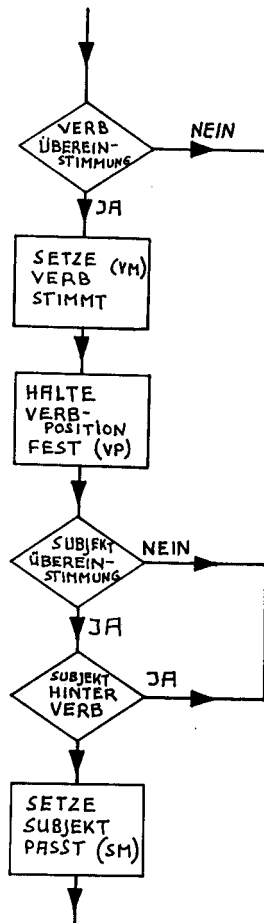 VERB
ÜBEREIN-
STIMMUNG
NEIN
JA
SETZE (VM)
VERB
STIMMT
HALTE
VERB-
POSITION
FEST (VP)
SUBJEKT
ÜBEREIN-
STIMMUNG
NEIN
JA
SUBJEKT
HINTER
VERB
JA
SETZE
SUBJEKT
PASST (SM)